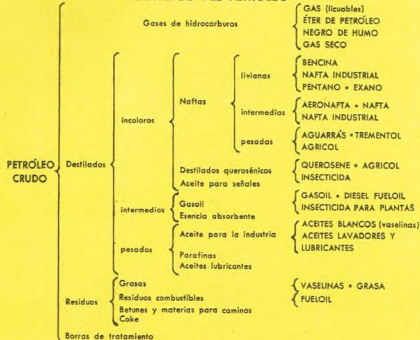 Gases de hidrocarburos
GAS (licuables)
ÉTER DE PETRÓLEO
NEGRO DE HUMO
GAS SECO
PETRÓLEO
CRUDO
Destilados
incoloros
Naftas
livianas
BENCINA
NAFTA INDUSTRIAL
PENTANO • EXANO
intermedias
AERONAFTA • NAFTA
NAFTA INDUSTRIAL
pesadas
AGUARRÁS • TREMENTOL
AGRICOL
Destilados querosénicos
Aceite para señales
QUEROSENE • AGRICOL
INSECTICIDA
intermedios
Gasoil
Esencia absorbente
GASOIL • DIESEL FUELOIL
INSECTICIDA PARA PLANTAS
pesados
Aceite para la industria
Parafinas
Aceites lubricantes
ACEITES BLANCOS (vaselinas)
ACEITES LAVADORES Y
LUBRICANTES
Residuos
Grasas
Residuos combustibles
Betunes y materias para caminos
Coke
VASELINAS • GRASA
FUELOIL
Borras de tratamiento